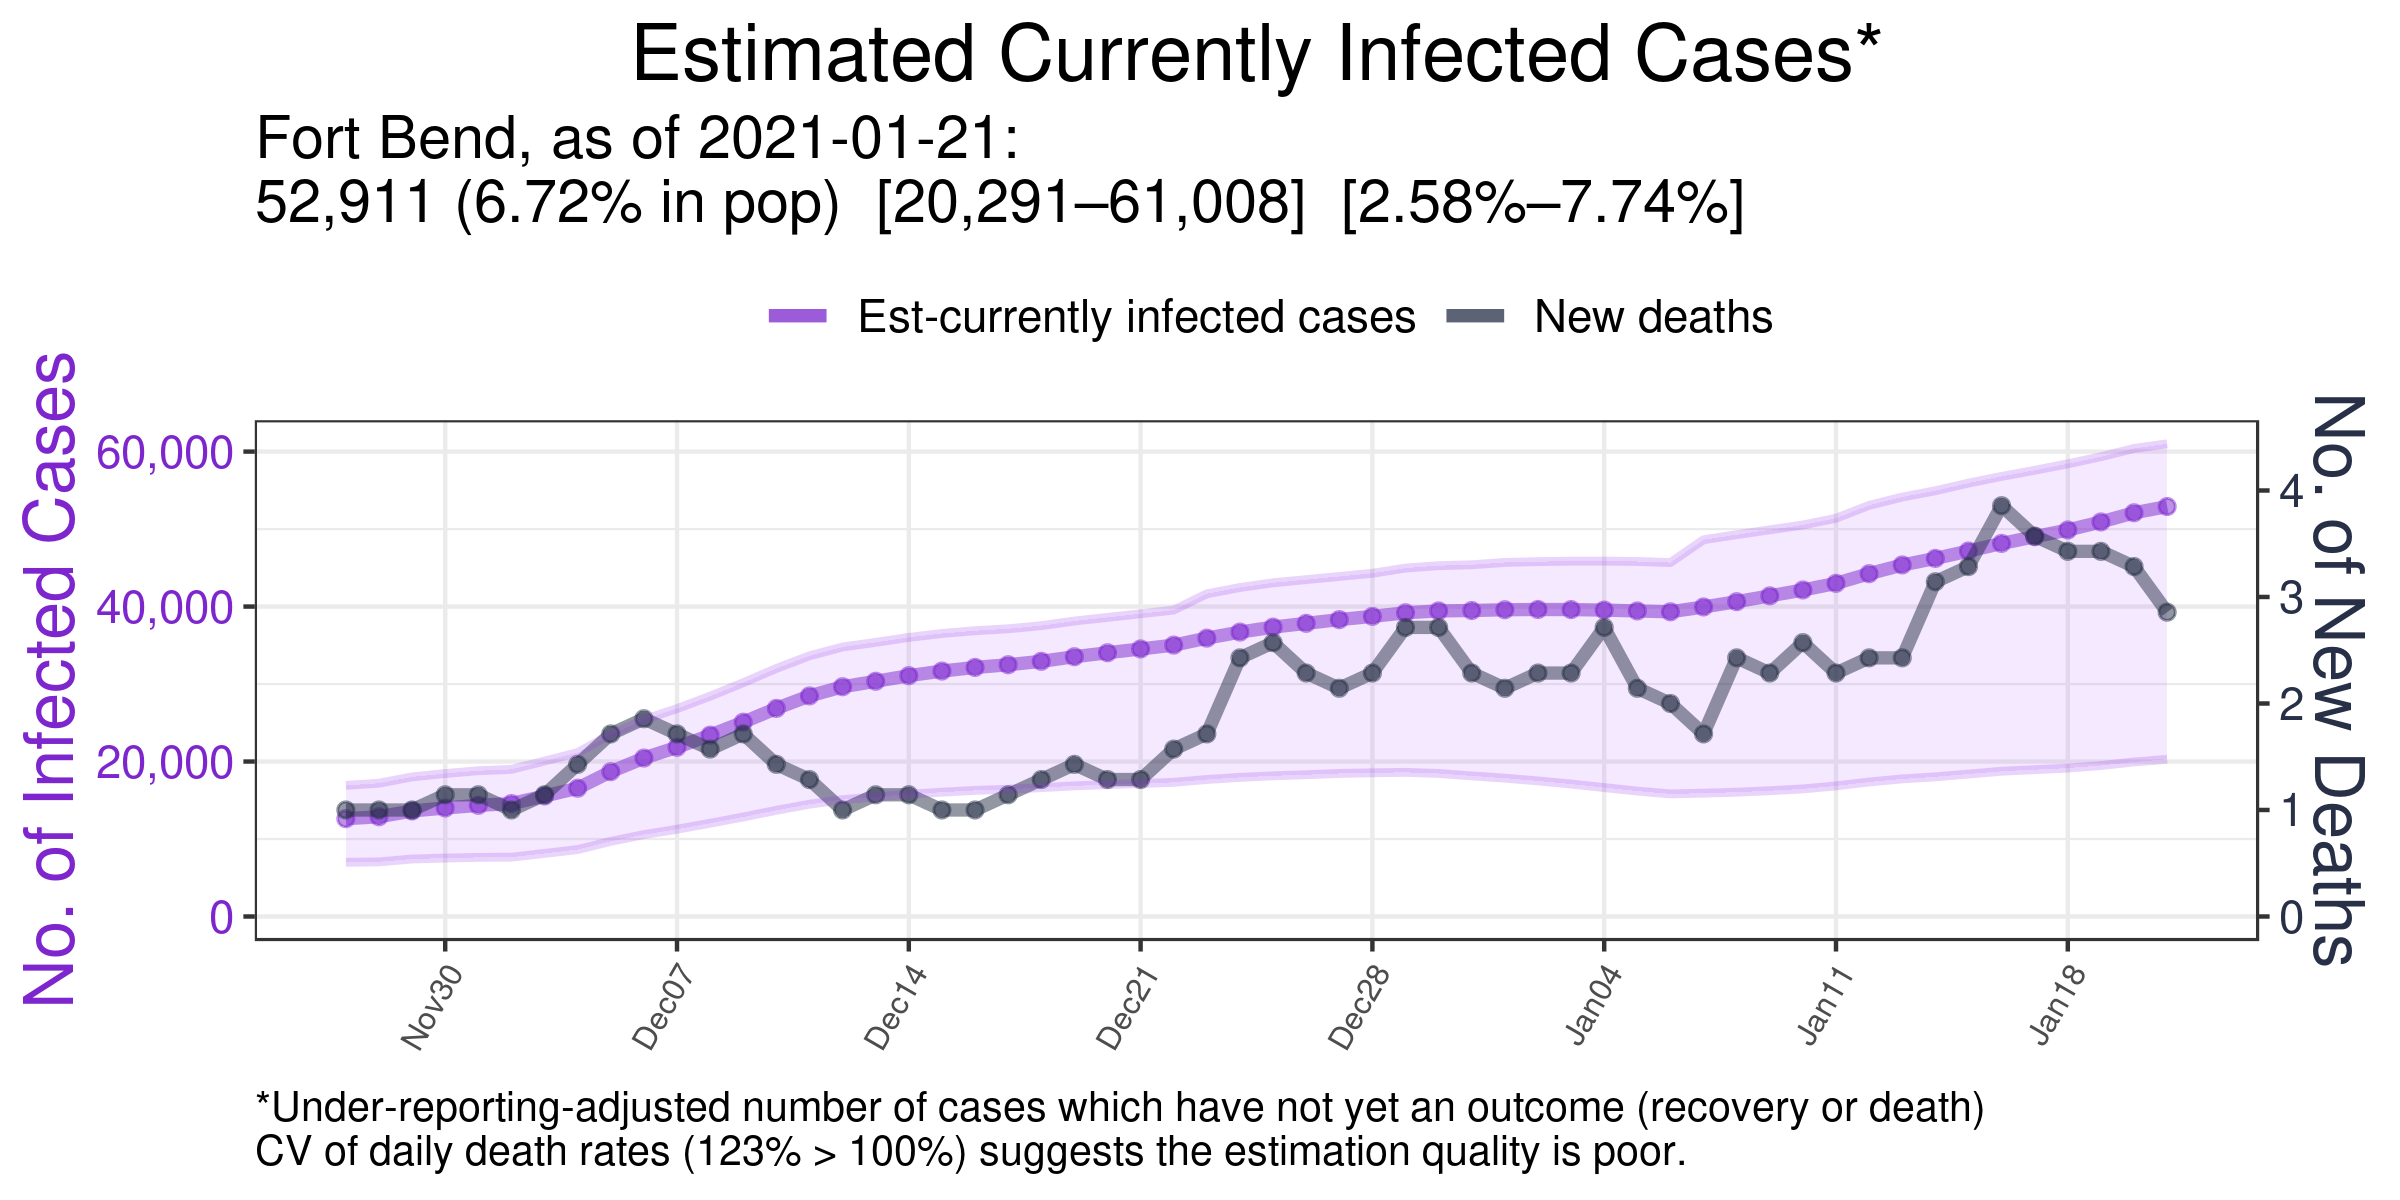 Estimated Currently Infected Cases*
Fort Bend, as of 2021-01-21:
52,911 (6.72% in pop)  [20,291–61,008]  [2.58%–7.74%]
Est-currently infected cases
New deaths
No. of Infected Cases
60,000
40,000
20,000
0
No. of New Deaths
4
3
2
1
0
Nov30
Dec07
Dec14
Dec21
Dec28
Jan04
Jan11
Jan18
*Under-reporting-adjusted number of cases which have not yet an outcome (recovery or death)
CV of daily death rates (123% > 100%) suggests the estimation quality is poor.